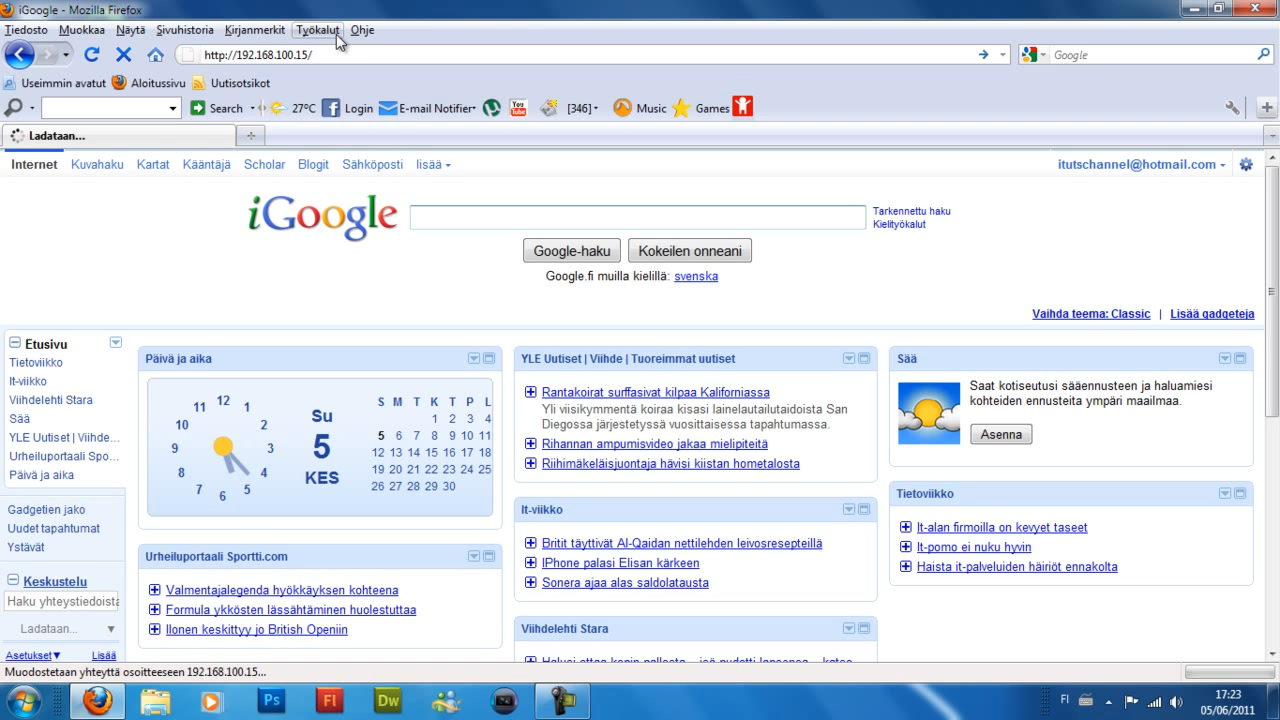 iGoogle - Mozilla Firefox
Tiedosto Muokkaa Näytä Sivuhistoria Kirjanmerkit Työkalut Ohje
http://192.168.100.15/
Google
Useimmin avatut Aloitussivu Uutisotsikot
Search 27ºC Login E-mail Notifier You Tube [346] Music Games
Ladataan...
Internet Kuvahaku Kartat Kääntäjä Scholar Blogit Sähköposti lisää
itutschannel@hotmail.com
iGoogle
Tarkennettu haku
Kielityökalut
Google-haku Kokeilen onneani
Google.fi muilla kielillä: svenska
Vaihda teema: Classic | Lisää gadgeteja
Etusivu
Tietoviikko
It-viikko
Viihdelehti Stara
Sää
YLE Uutiset | Viihde...
Urheiluportaali Spo...
Päivä ja aika
Gadgetien jako
Uudet tapahtumat
Ystävät
Keskustelu
Haku yhteystiedoista
Ladataan...
Asetukset▼ Lisää
Päivä ja aika
12 1 2 3 4 5 6 7 8 9 10 11
Su
5
KES
S M T K T P L
1 2 3 4
5 6 7 8 9 10 11
12 13 14 15 16 17 18
19 20 21 22 23 24 25
26 27 28 29 30
Urheiluportaali Sportti.com
Valmentajalegenda hyökkäyksen kohteena
Formula ykkösten lässähtäminen huolestuttaa
Ilonen keskittyy jo British Openiin
YLE Uutiset | Viihde | Tuoreimmat uutiset
Rantakoirat surffasivat kilpaa Kaliforniassa
Yli viisikymmentä koiraa kisasi lainelautailutaidoista San
Diegossa järjestetyssä vuosittaisessa tapahtumassa.
Rihannan ampumisvideo jakaa mielipiteitä
Riihimäkeläisjuontaja hävisi kiistan hometalosta
It-viikko
Britit täyttivät Al-Qaidan nettilehden leivosresepteillä
IPhone palasi Elisan kärkeen
Sonera ajaa alas saldolatausta
Viihdelehti Stara
Sää
Saat kotiseutusi sääennusteen ja haluamiesi
kohteiden ennusteita ympäri maailmaa.
Asenna
Tietoviikko
It-alan firmoilla on kevyet taseet
It-pomo ei nuku hyvin
Haista it-palveluiden häiriöt ennakolta
Muodostetaan yhteyttä osoitteeseen 192.168.100.15...
Ps Fl Dw
FI
17:23
05/06/2011